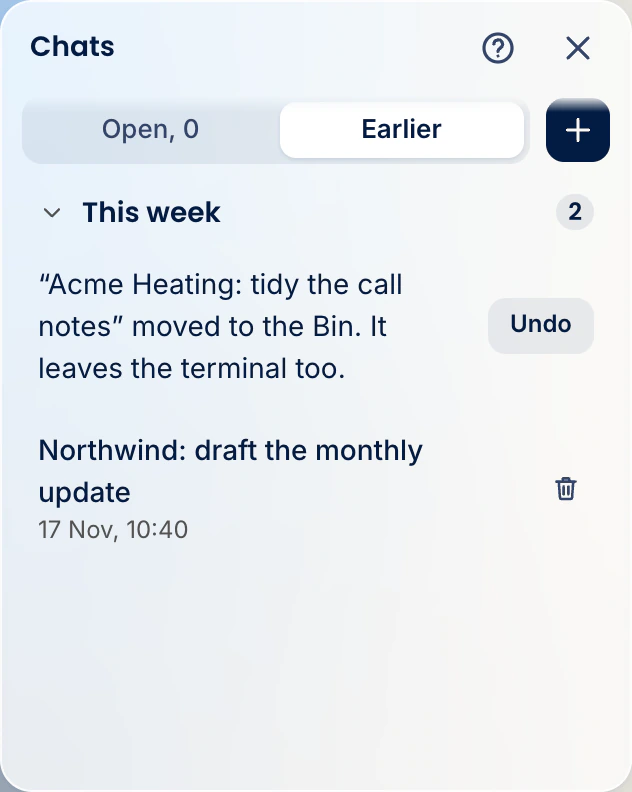 Chats
Open, 0
Earlier
This week
2
“Acme Heating: tidy the call
notes” moved to the Bin. It
leaves the terminal too.
Undo
Northwind: draft the monthly
update
17 Nov, 10:40